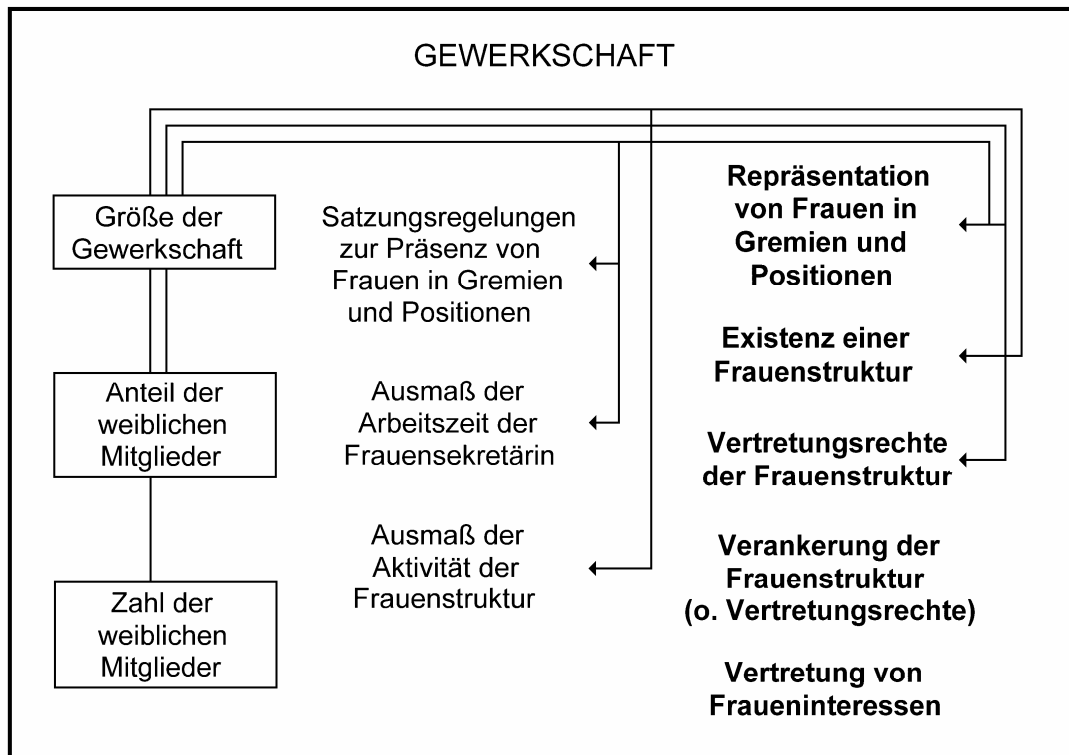 GEWERKSCHAFT
Größe der
Gewerkschaft
Anteil der
weiblichen
Mitglieder
Zahl der
weiblichen
Mitglieder
Satzungsregelungen
zur Präsenz von
Frauen in Gremien
und Positionen
Ausmaß der
Arbeitszeit der
Frauensekretärin
Ausmaß der
Aktivität der
Frauenstruktur
Repräsentation
von Frauen in
Gremien und
Positionen
Existenz einer
Frauenstruktur
Vertretungsrechte
der Frauenstruktur
Verankerung der
Frauenstruktur
(o. Vertretungsrechte)
Vertretung von
Fraueninteressen